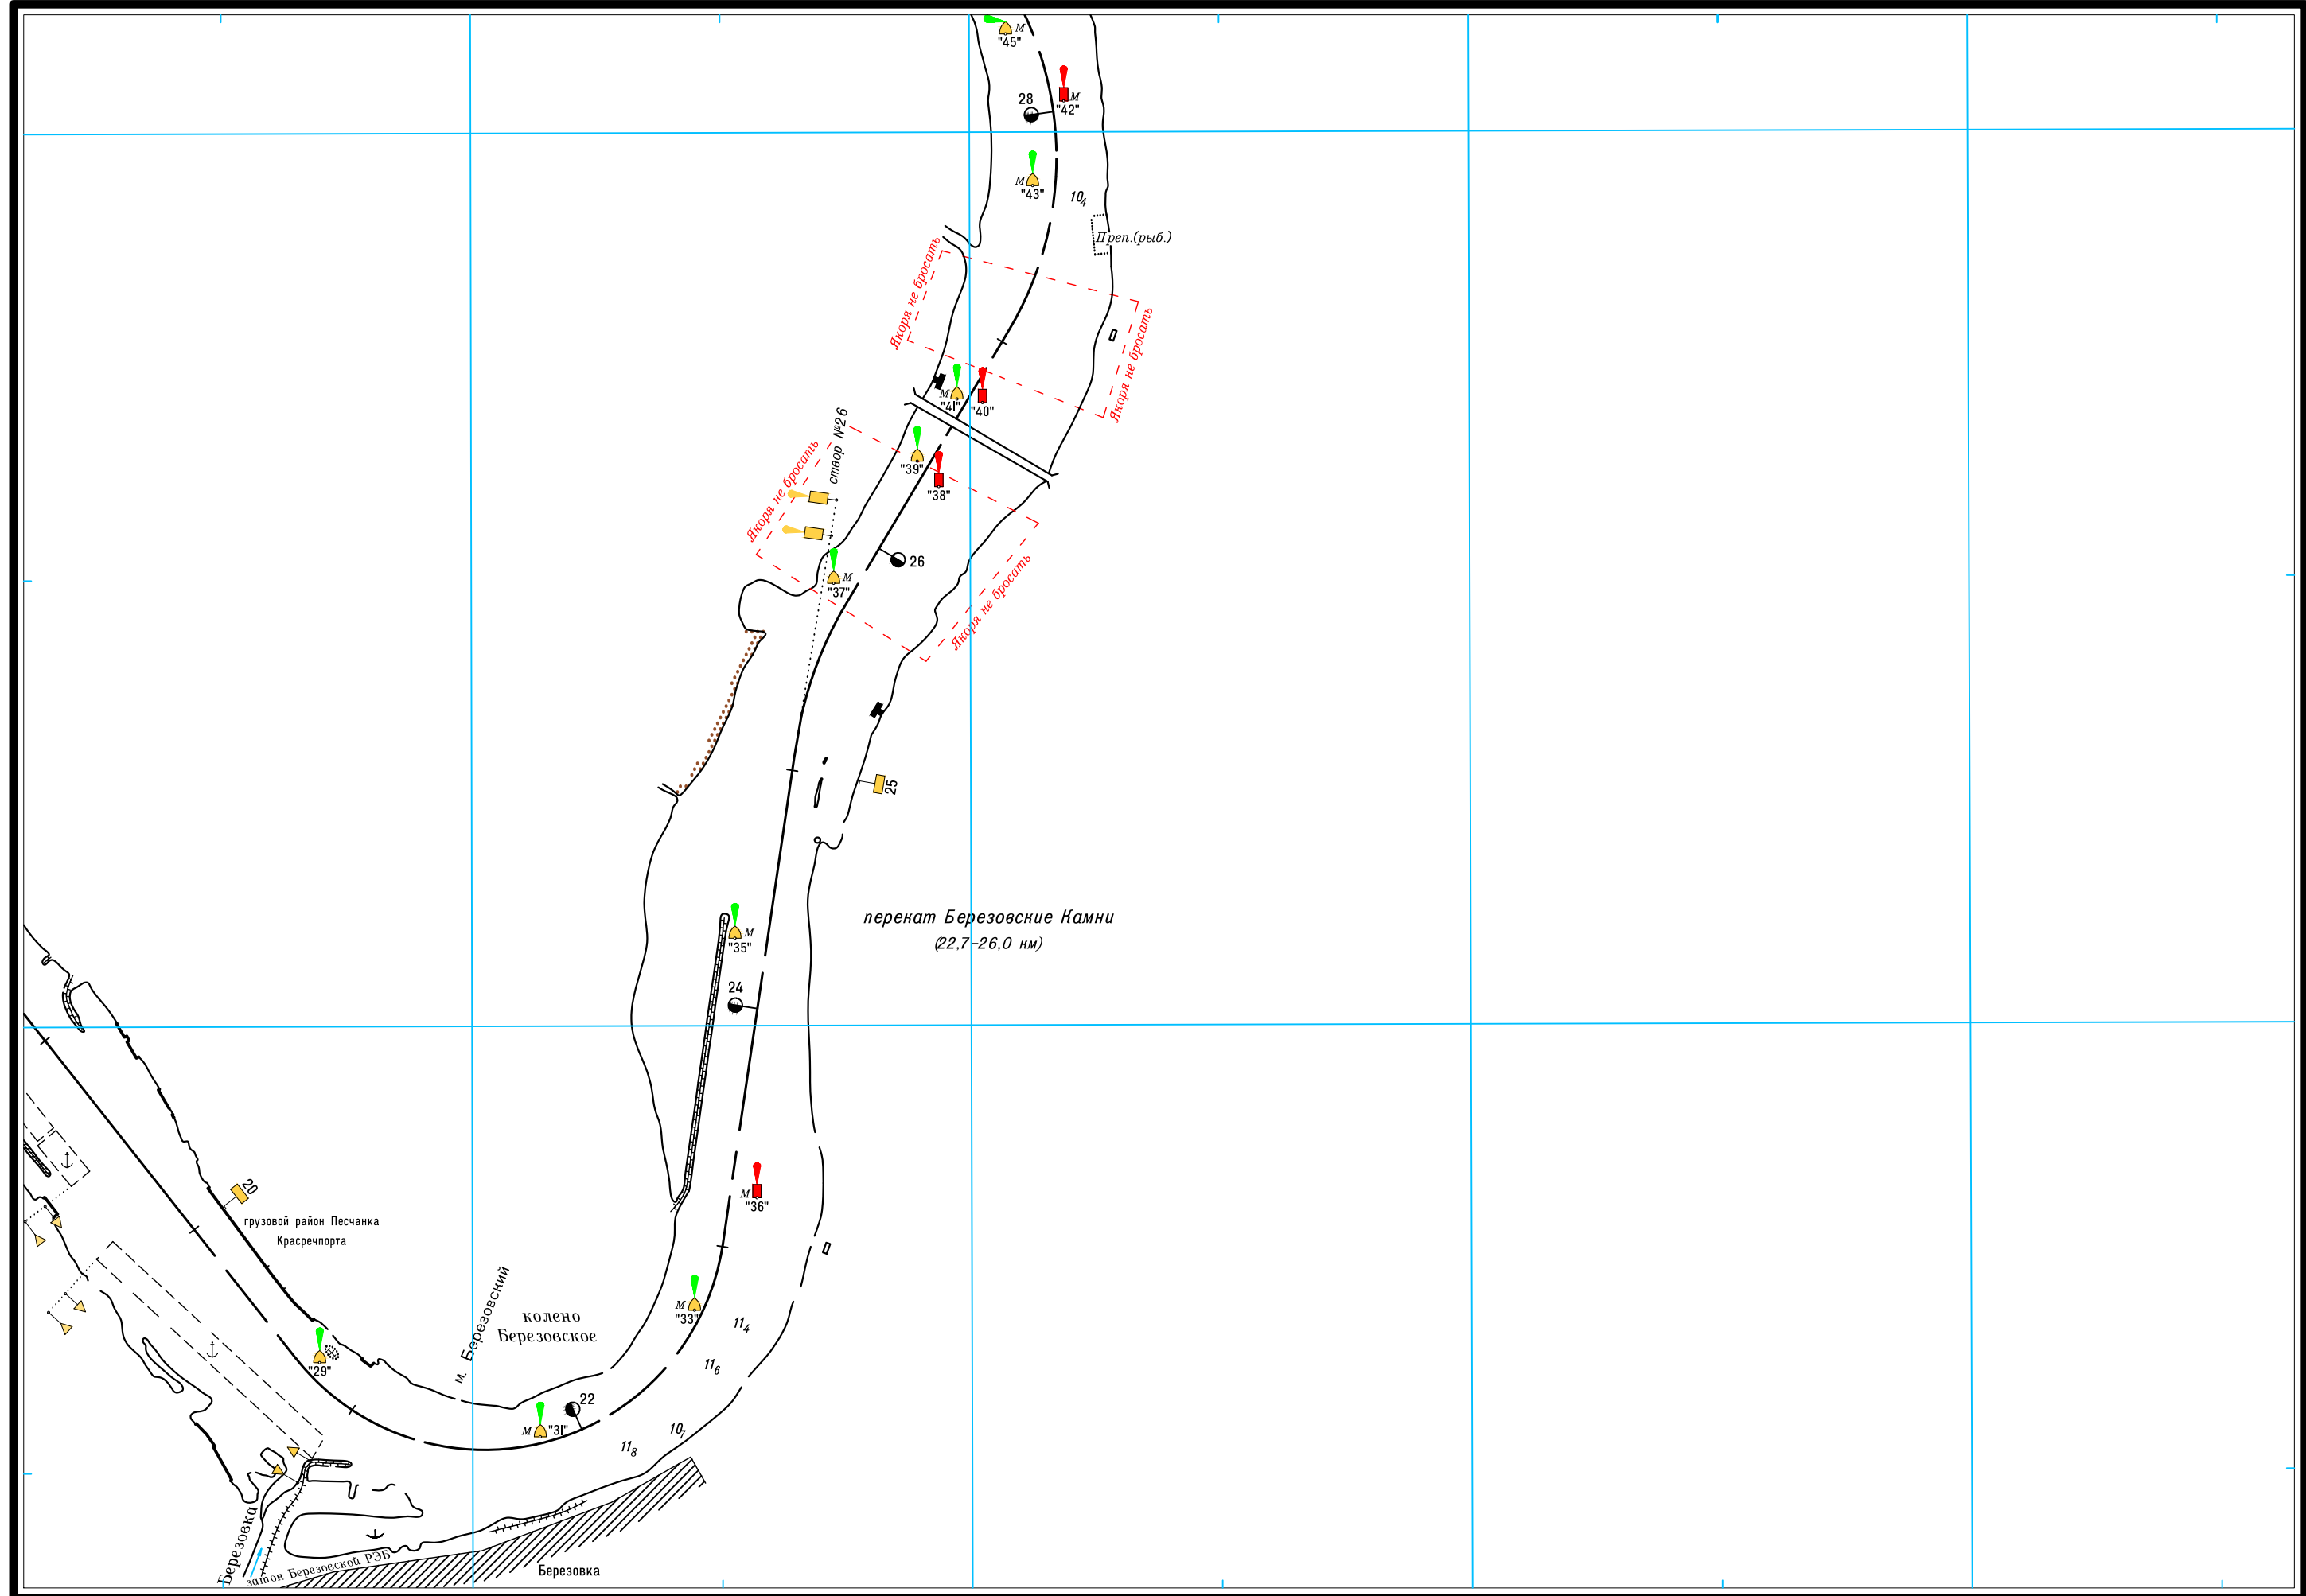 М
"45"
М
"42"
28
М
"43"
10₄
Преп.(рыб.)
Якоря не бросать
Якоря не бросать
М
"41"
"40"
створ №26
"39"
"38"
Якоря не бросать
26
М
"37"
Якоря не бросать
25
перекат Березовские Камни
(22,7-26,0 км)
М
"35"
24
20
М
"36"
грузовой район Песчанка
Красречпорта
м. Березовский
колено
Березовское
М
"33"
11₄
11₆
"29"
22
М
"31"
10₇
11₈
Березовка
затон Березовской РЭБ
Березовка